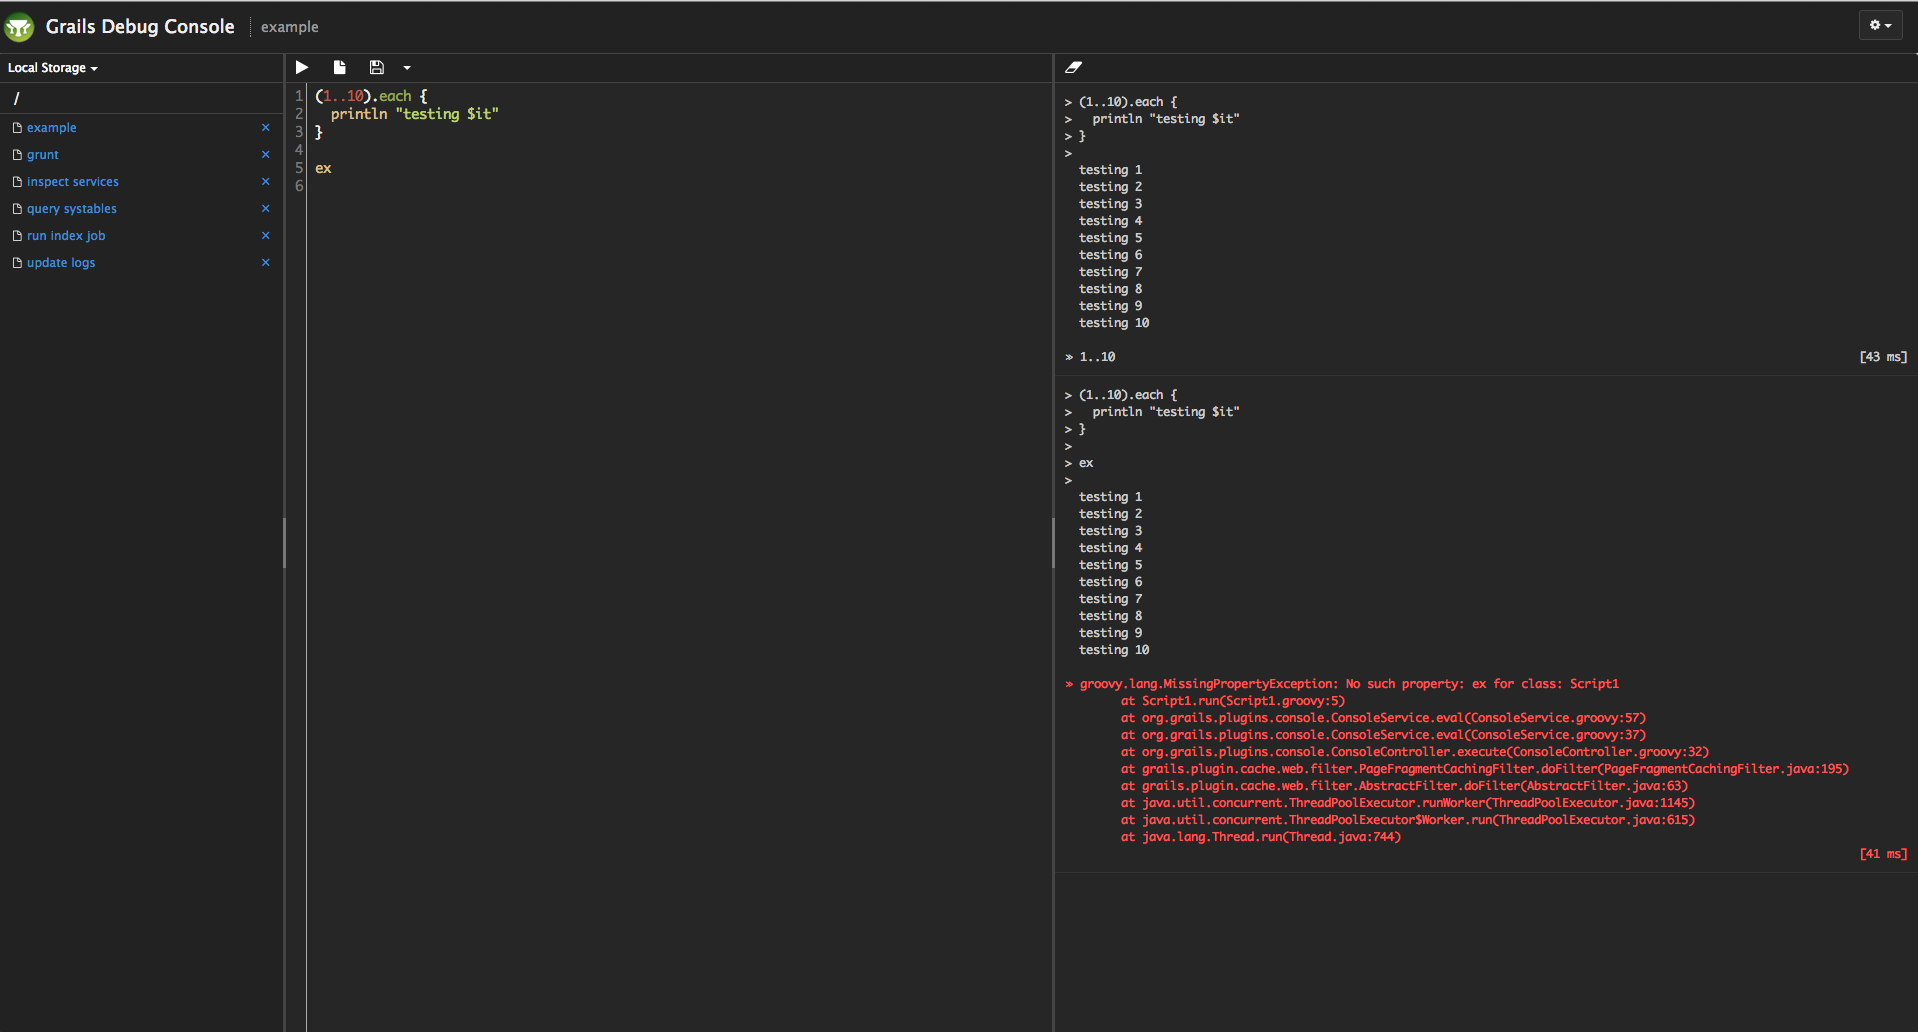 Grails Debug Console example
Local Storage
/
example ×
grunt ×
inspect services ×
query systables ×
run index job ×
update logs ×
1 (1..10).each {
2   println "testing $it"
3 }
4
5 ex
6
> (1..10).each {
>   println "testing $it"
> }
>
testing 1
testing 2
testing 3
testing 4
testing 5
testing 6
testing 7
testing 8
testing 9
testing 10
» 1..10 [43 ms]
> (1..10).each {
>   println "testing $it"
> }
>
> ex
>
testing 1
testing 2
testing 3
testing 4
testing 5
testing 6
testing 7
testing 8
testing 9
testing 10
» groovy.lang.MissingPropertyException: No such property: ex for class: Script1
at Script1.run(Script1.groovy:5)
at org.grails.plugins.console.ConsoleService.eval(ConsoleService.groovy:57)
at org.grails.plugins.console.ConsoleService.eval(ConsoleService.groovy:37)
at org.grails.plugins.console.ConsoleController.execute(ConsoleController.groovy:32)
at grails.plugin.cache.web.filter.PageFragmentCachingFilter.doFilter(PageFragmentCachingFilter.java:195)
at grails.plugin.cache.web.filter.AbstractFilter.doFilter(AbstractFilter.java:63)
at java.util.concurrent.ThreadPoolExecutor.runWorker(ThreadPoolExecutor.java:1145)
at java.util.concurrent.ThreadPoolExecutor$Worker.run(ThreadPoolExecutor.java:615)
at java.lang.Thread.run(Thread.java:744)
[41 ms]